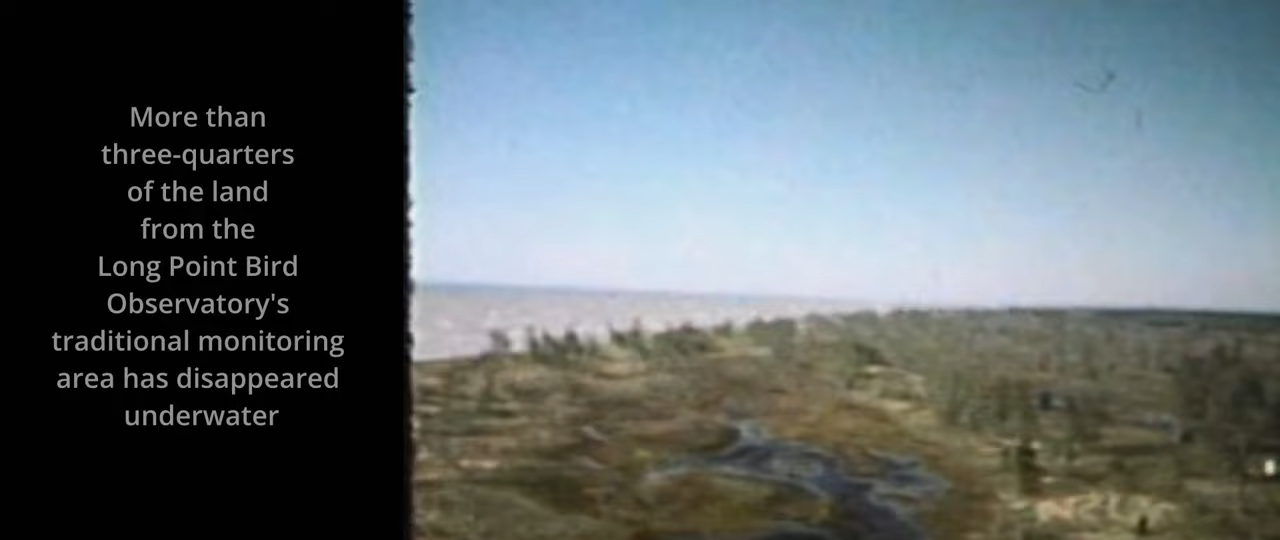 More than
three-quarters
of the land
from the
Long Point Bird
Observatory's
traditional monitoring
area has disappeared
underwater